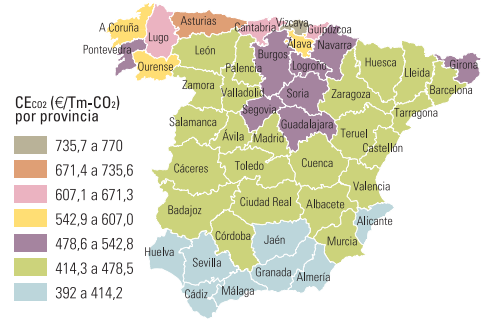 CECO2 (€/Tm-CO2)
por provincia
735,7 a 770
671,4 a 735,6
607,1 a 671,3
542,9 a 607,0
478,6 a 542,8
414,3 a 478,5
392 a 414,2
A Coruña
Lugo
Asturias
Cantabria
Vizcaya
Guipúzcoa
Pontevedra
Ourense
León
Palencia
Burgos
Álava
Navarra
Logroño
Huesca
Lleida
Girona
Barcelona
Zamora
Valladolid
Soria
Zaragoza
Tarragona
Salamanca
Segovia
Ávila
Madrid
Guadalajara
Teruel
Castellón
Cáceres
Toledo
Cuenca
Valencia
Badajoz
Ciudad Real
Albacete
Alicante
Córdoba
Jaén
Murcia
Huelva
Sevilla
Granada
Almería
Cádiz
Málaga